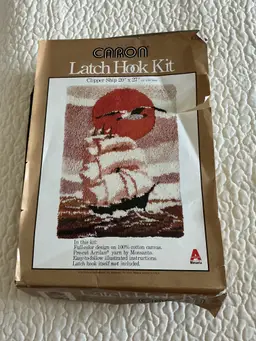 CARON®
Latch Hook Kit
Clipper Ship 20" x 27"
In this kit:
Full-color design on 100% cotton canvas.
Precut Acrilan® yarn by Monsanto.
Easy-to-follow illustrated instructions.
Latch hook itself not included.